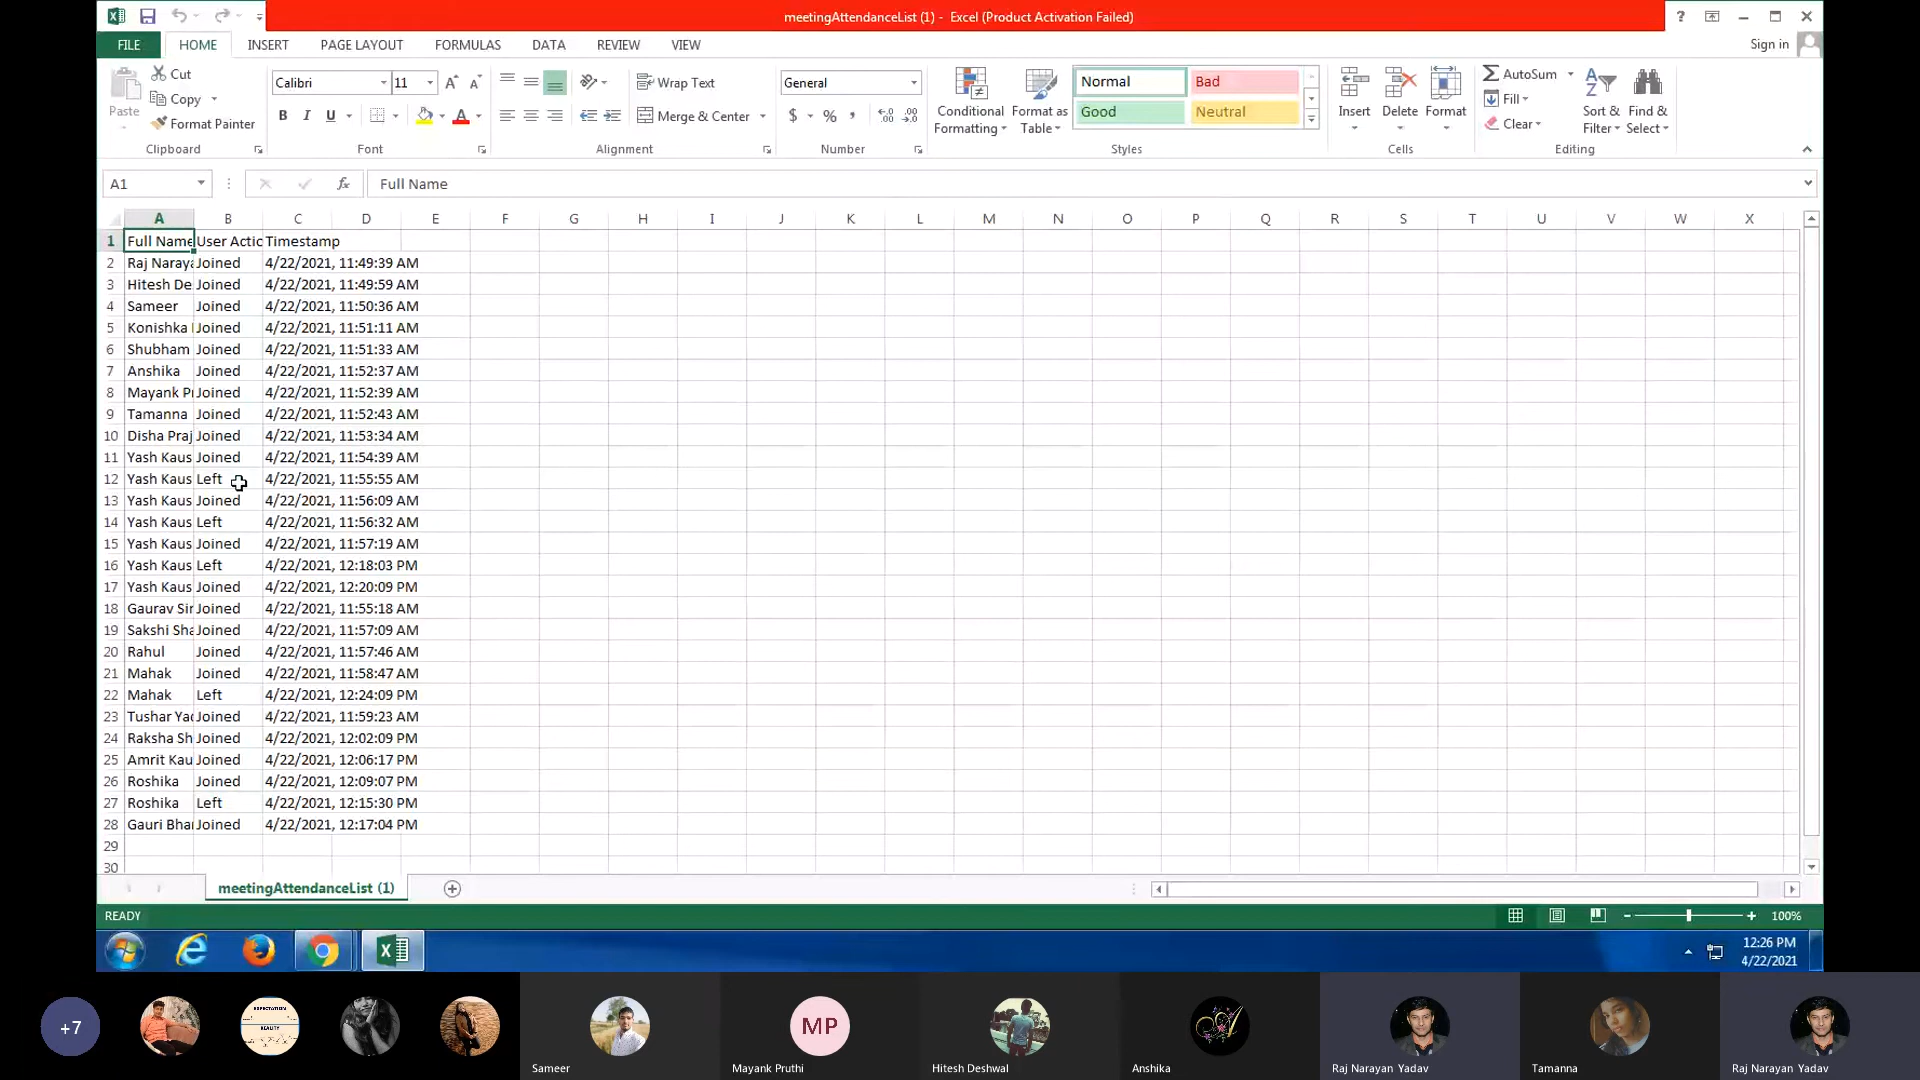 meetingAttendanceList (1) - Excel (Product Activation Failed)
FILE HOME INSERT PAGE LAYOUT FORMULAS DATA REVIEW VIEW Sign in
Paste Cut Copy Format Painter Clipboard
Calibri 11 B I U Font
Wrap Text Merge & Center Alignment
General $ % Number
Conditional Formatting Format as Table Normal Bad Good Neutral Styles
Insert Delete Format Cells
AutoSum Fill Clear Sort & Filter Find & Select Editing
A1 fx Full Name
A B C D E F G H I J K L M N O P Q R S T U V W X
1 Full Name User Actic Timestamp
2 Raj Naraya Joined 4/22/2021, 11:49:39 AM
3 Hitesh De Joined 4/22/2021, 11:49:59 AM
4 Sameer Joined 4/22/2021, 11:50:36 AM
5 Konishka Joined 4/22/2021, 11:51:11 AM
6 Shubham Joined 4/22/2021, 11:51:33 AM
7 Anshika Joined 4/22/2021, 11:52:37 AM
8 Mayank Pr Joined 4/22/2021, 11:52:39 AM
9 Tamanna Joined 4/22/2021, 11:52:43 AM
10 Disha Praj Joined 4/22/2021, 11:53:34 AM
11 Yash Kaus Joined 4/22/2021, 11:54:39 AM
12 Yash Kaus Left 4/22/2021, 11:55:55 AM
13 Yash Kaus Joined 4/22/2021, 11:56:09 AM
14 Yash Kaus Left 4/22/2021, 11:56:32 AM
15 Yash Kaus Joined 4/22/2021, 11:57:19 AM
16 Yash Kaus Left 4/22/2021, 12:18:03 PM
17 Yash Kaus Joined 4/22/2021, 12:20:09 PM
18 Gaurav Sin Joined 4/22/2021, 11:55:18 AM
19 Sakshi Sha Joined 4/22/2021, 11:57:09 AM
20 Rahul Joined 4/22/2021, 11:57:46 AM
21 Mahak Joined 4/22/2021, 11:58:47 AM
22 Mahak Left 4/22/2021, 12:24:09 PM
23 Tushar Yad Joined 4/22/2021, 11:59:23 AM
24 Raksha Sh Joined 4/22/2021, 12:02:09 PM
25 Amrit Kau Joined 4/22/2021, 12:06:17 PM
26 Roshika Joined 4/22/2021, 12:09:07 PM
27 Roshika Left 4/22/2021, 12:15:30 PM
28 Gauri Bhar Joined 4/22/2021, 12:17:04 PM
29
30
meetingAttendanceList (1)
READY 100%
12:26 PM
4/22/2021
+7 EXPECTATION REALITY MP
Sameer Mayank Pruthi Hitesh Deshwal Anshika Raj Narayan Yadav Tamanna Raj Narayan Yadav